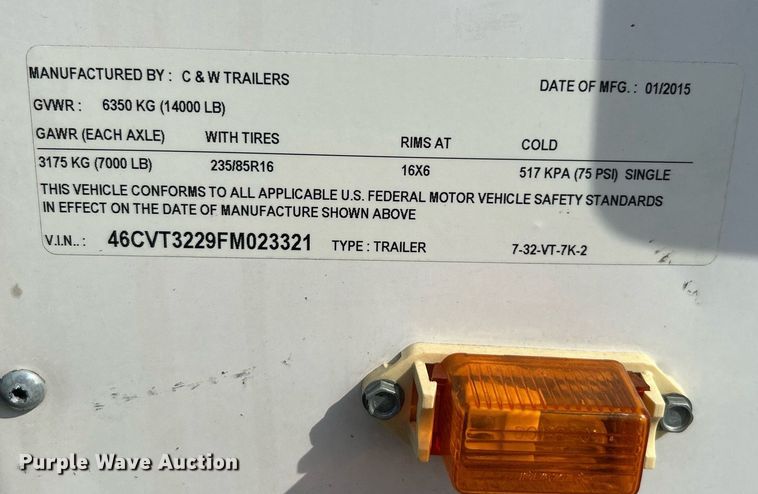 MANUFACTURED BY : C & W TRAILERS DATE OF MFG. : 01/2015
GVWR : 6350 KG (14000 LB)
GAWR (EACH AXLE) WITH TIRES RIMS AT COLD
3175 KG (7000 LB) 235/85R16 16X6 517 KPA (75 PSI) SINGLE
THIS VEHICLE CONFORMS TO ALL APPLICABLE U.S. FEDERAL MOTOR VEHICLE SAFETY STANDARDS
IN EFFECT ON THE DATE OF MANUFACTURE SHOWN ABOVE
V.I.N.. : 46CVT3229FM023321 TYPE : TRAILER 7-32-VT-7K-2
Purple Wave Auction